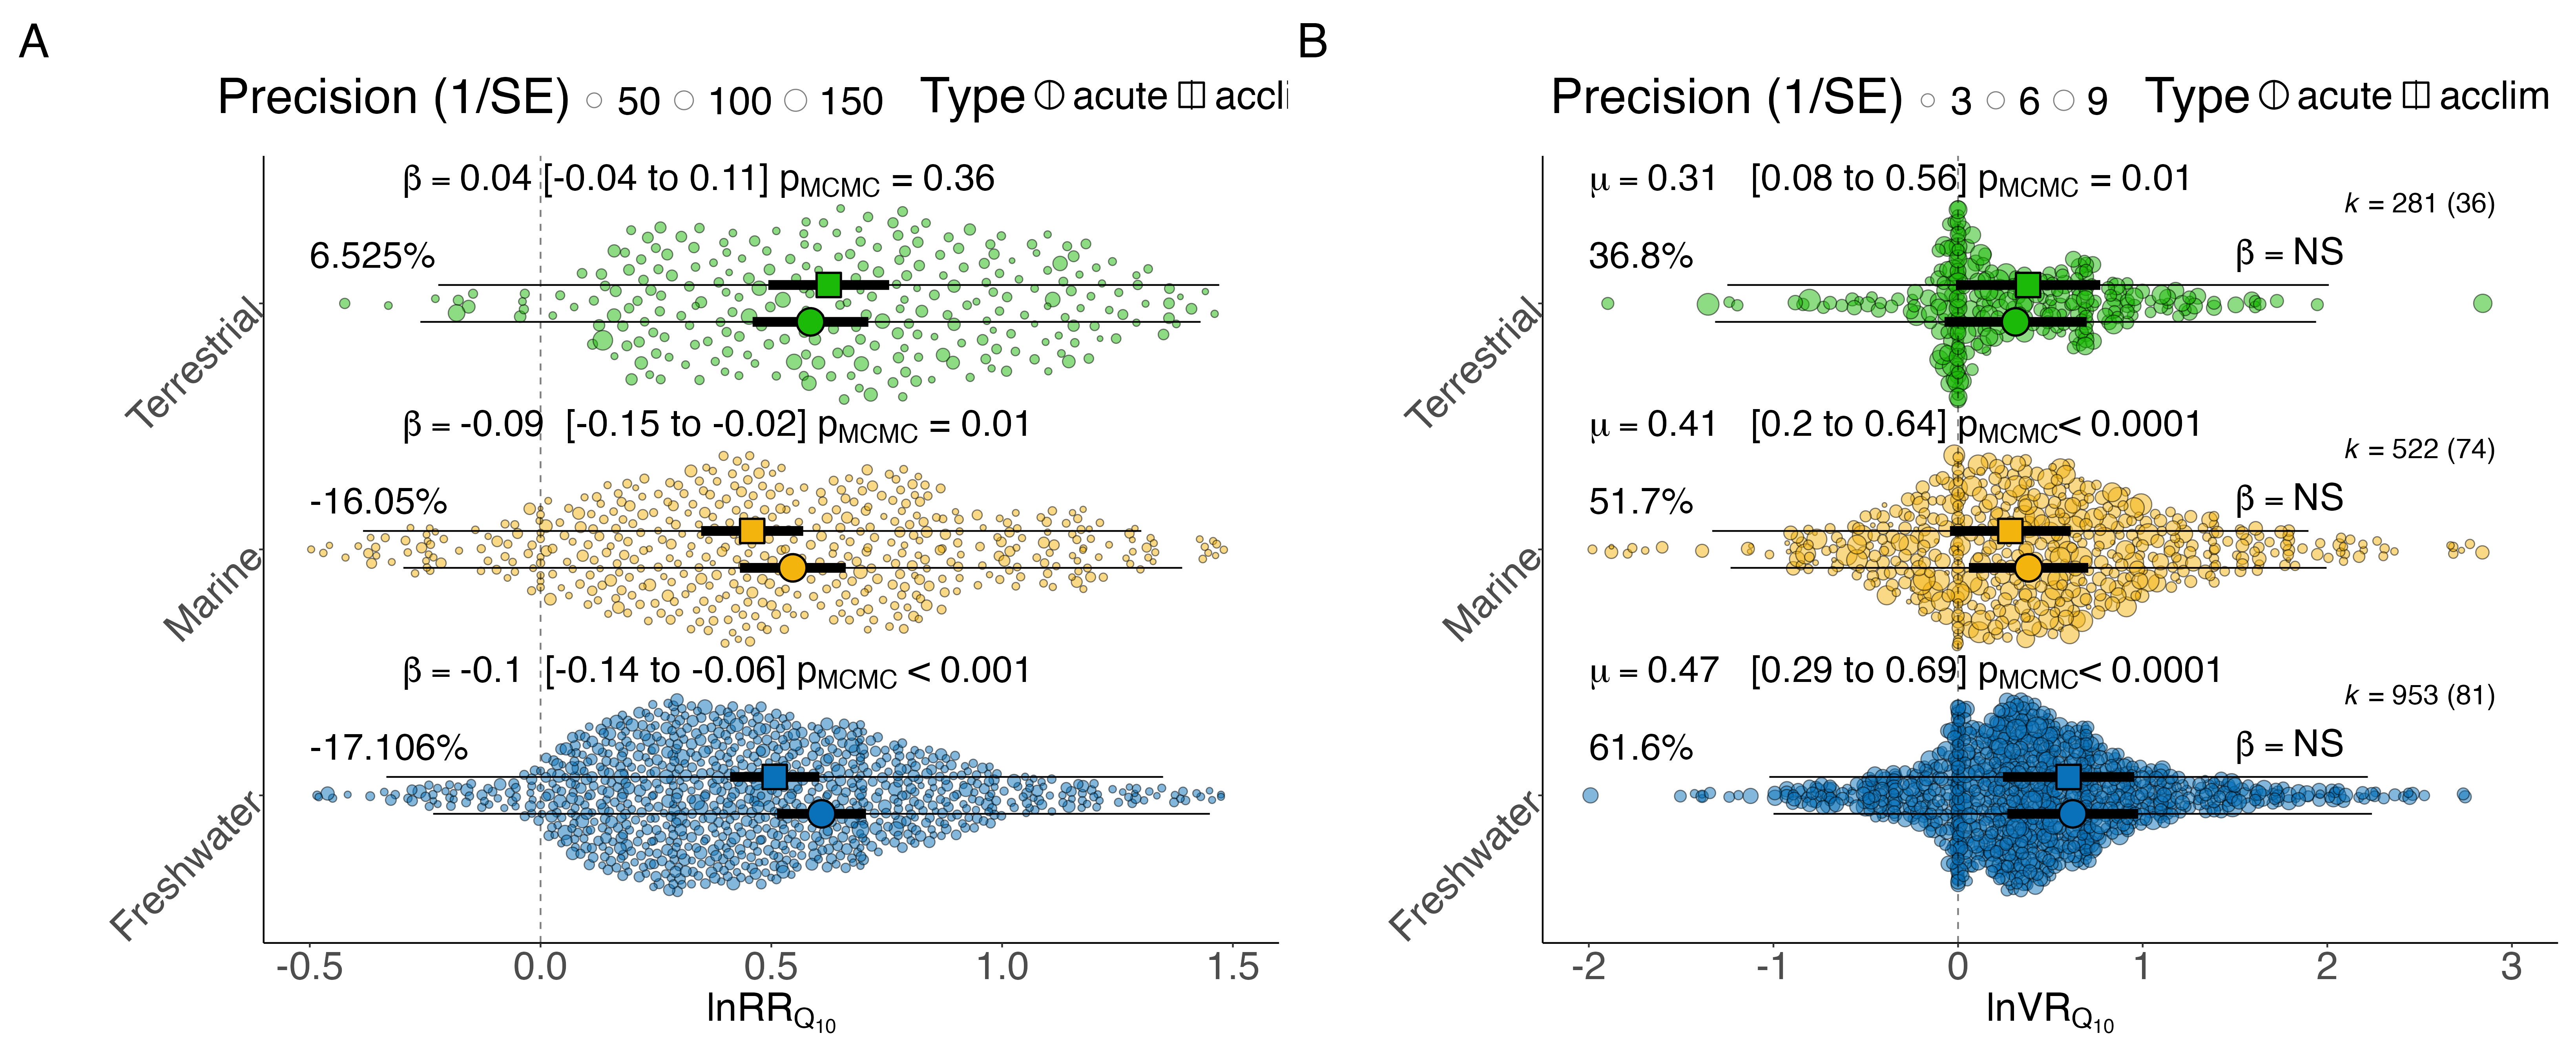 A
Precision (1/SE) 50 100 150 Type acute accli
β = 0.04 [-0.04 to 0.11] pMCMC = 0.36
6.525%
Terrestrial
β = -0.09 [-0.15 to -0.02] pMCMC = 0.01
-16.05%
Marine
β = -0.1 [-0.14 to -0.06] pMCMC < 0.001
-17.106%
Freshwater
-0.5 0.0 0.5 1.0 1.5
lnRRQ10
B
Precision (1/SE) 3 6 9 Type acute acclim
μ = 0.31 [0.08 to 0.56] pMCMC = 0.01
k = 281 (36)
36.8%
β = NS
Terrestrial
μ = 0.41 [0.2 to 0.64] pMCMC< 0.0001
k = 522 (74)
51.7%
β = NS
Marine
μ = 0.47 [0.29 to 0.69] pMCMC< 0.0001
k = 953 (81)
61.6%
β = NS
Freshwater
-2 -1 0 1 2 3
lnVRQ10